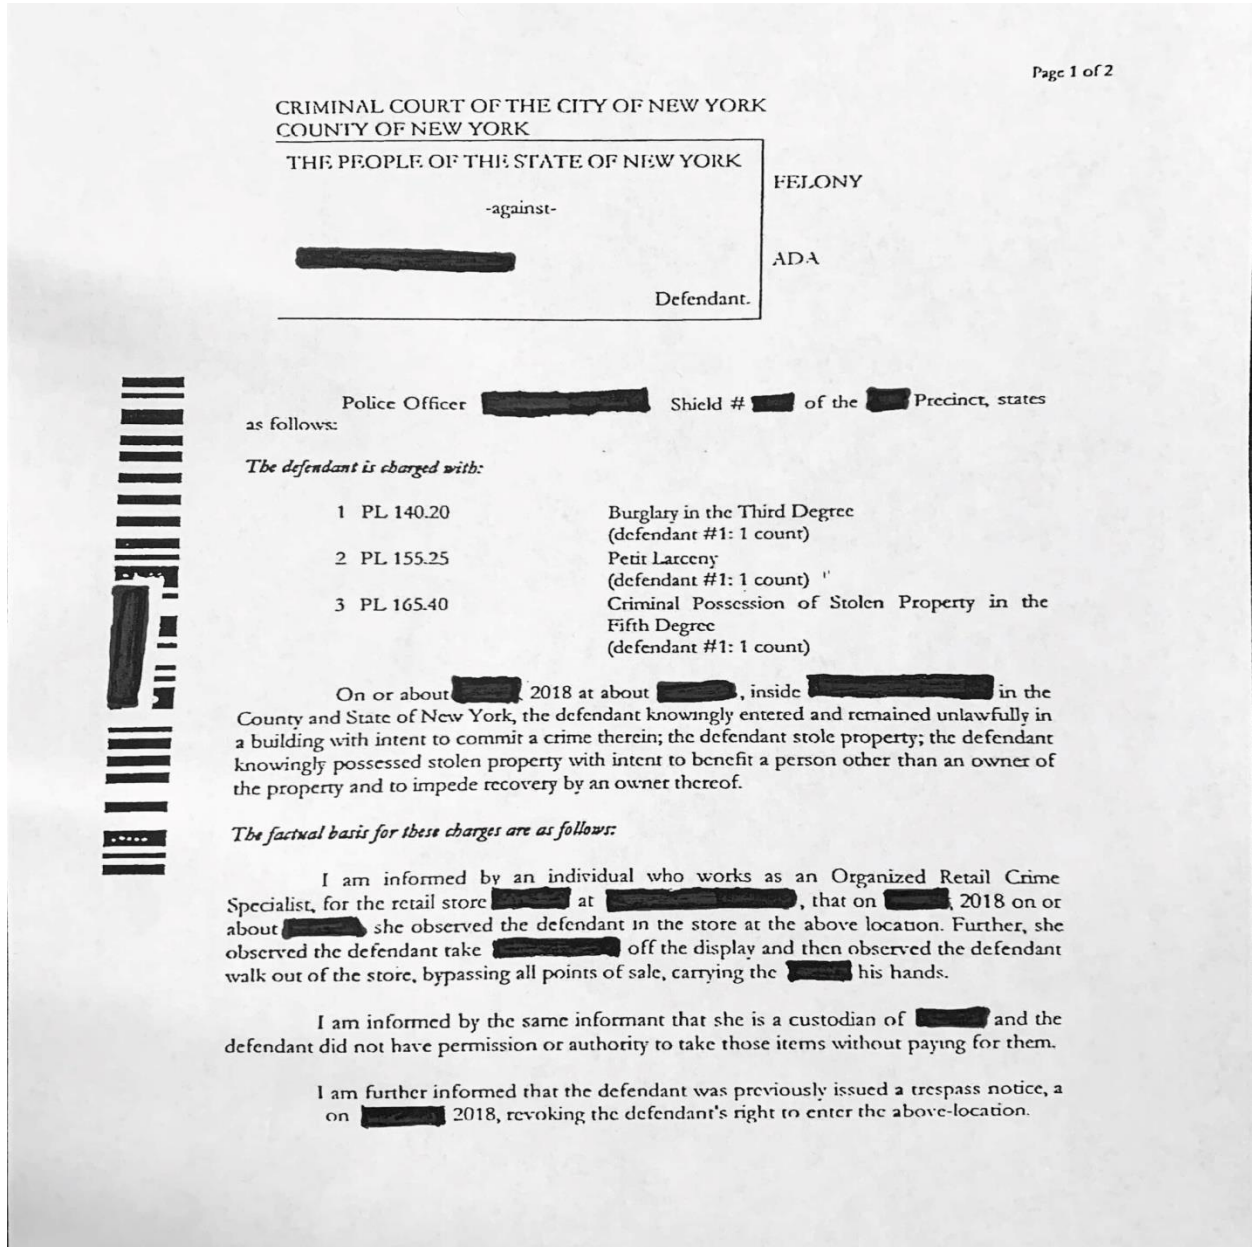 Page 1 of 2
CRIMINAL COURT OF THE CITY OF NEW YORK
COUNTY OF NEW YORK
THE PEOPLE OF THE STATE OF NEW YORK
FELONY
-against-
ADA
Defendant.
Police Officer Shield # of the Precinct, states
as follows:
The defendant is charged with:
1 PL 140.20 Burglary in the Third Degree
(defendant #1: 1 count)
2 PL 155.25 Petit Larceny
(defendant #1: 1 count)
3 PL 165.40 Criminal Possession of Stolen Property in the
Fifth Degree
(defendant #1: 1 count)
On or about 2018 at about , inside in the
County and State of New York, the defendant knowingly entered and remained unlawfully in
a building with intent to commit a crime therein; the defendant stole property; the defendant
knowingly possessed stolen property with intent to benefit a person other than an owner of
the property and to impede recovery by an owner thereof.
The factual basis for these charges are as follows:
I am informed by an individual who works as an Organized Retail Crime
Specialist, for the retail store at , that on , 2018 on or
about she observed the defendant in the store at the above location. Further, she
observed the defendant take off the display and then observed the defendant
walk out of the store, bypassing all points of sale, carrying the his hands.
I am informed by the same informant that she is a custodian of and the
defendant did not have permission or authority to take those items without paying for them.
I am further informed that the defendant was previously issued a trespass notice, a
on 2018, revoking the defendant's right to enter the above-location.